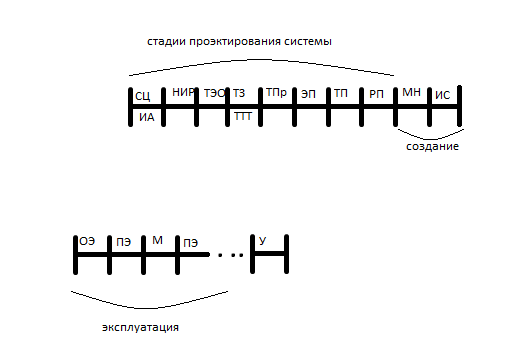 стадии проэктирования системы
СЦ НИР ТЭО ТЗ ТПр ЭП ТП РП МН ИС
ИА ТТТ
создание
ОЭ ПЭ М ПЭ ... У
эксплуатация